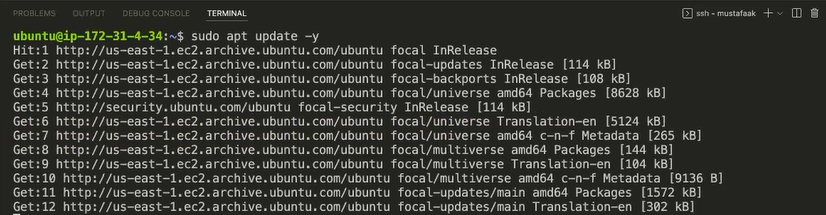 PROBLEMS OUTPUT DEBUG CONSOLE TERMINAL ssh - mustafaak
ubuntu@ip-172-31-4-34:~$ sudo apt update -y
Hit:1 http://us-east-1.ec2.archive.ubuntu.com/ubuntu focal InRelease
Get:2 http://us-east-1.ec2.archive.ubuntu.com/ubuntu focal-updates InRelease [114 kB]
Get:3 http://us-east-1.ec2.archive.ubuntu.com/ubuntu focal-backports InRelease [108 kB]
Get:4 http://us-east-1.ec2.archive.ubuntu.com/ubuntu focal/universe amd64 Packages [8628 kB]
Get:5 http://security.ubuntu.com/ubuntu focal-security InRelease [114 kB]
Get:6 http://us-east-1.ec2.archive.ubuntu.com/ubuntu focal/universe Translation-en [5124 kB]
Get:7 http://us-east-1.ec2.archive.ubuntu.com/ubuntu focal/universe amd64 c-n-f Metadata [265 kB]
Get:8 http://us-east-1.ec2.archive.ubuntu.com/ubuntu focal/multiverse amd64 Packages [144 kB]
Get:9 http://us-east-1.ec2.archive.ubuntu.com/ubuntu focal/multiverse Translation-en [104 kB]
Get:10 http://us-east-1.ec2.archive.ubuntu.com/ubuntu focal/multiverse amd64 c-n-f Metadata [9136 B]
Get:11 http://us-east-1.ec2.archive.ubuntu.com/ubuntu focal-updates/main amd64 Packages [1572 kB]
Get:12 http://us-east-1.ec2.archive.ubuntu.com/ubuntu focal-updates/main Translation-en [302 kB]